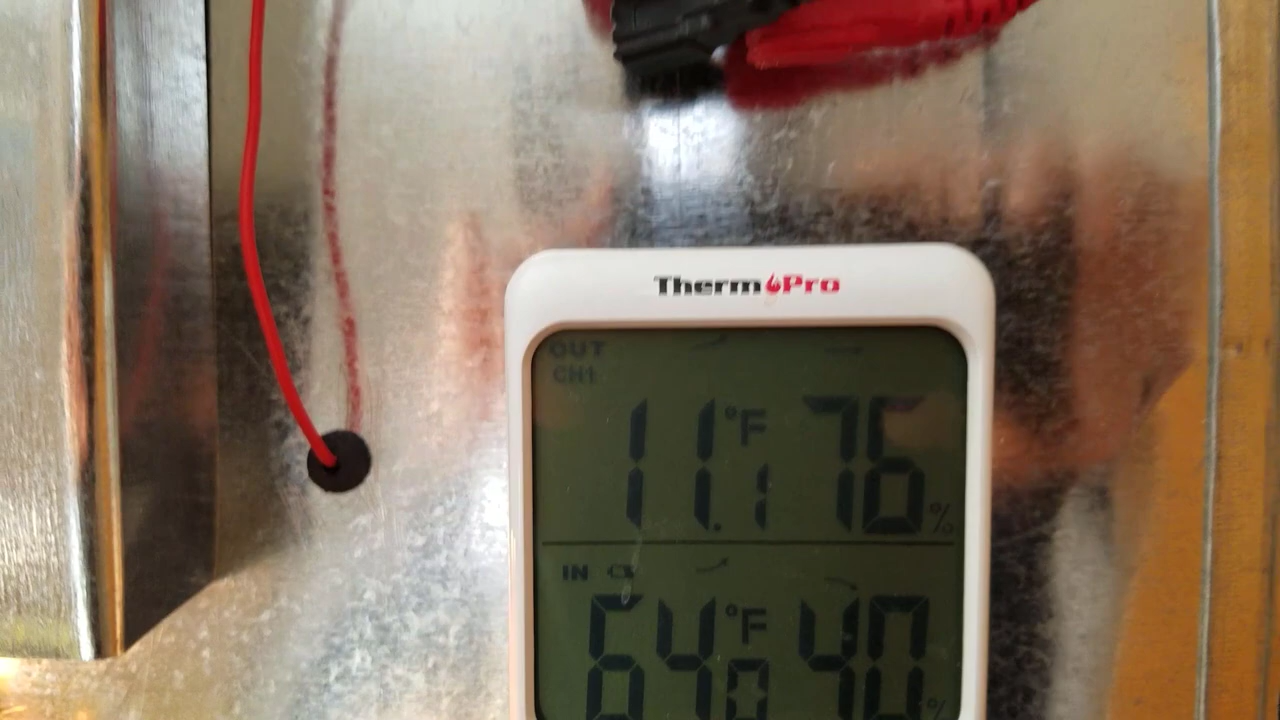 ThermoPro
OUT
CH1
11.1 °F 76 %
IN
64.0 °F 40 %